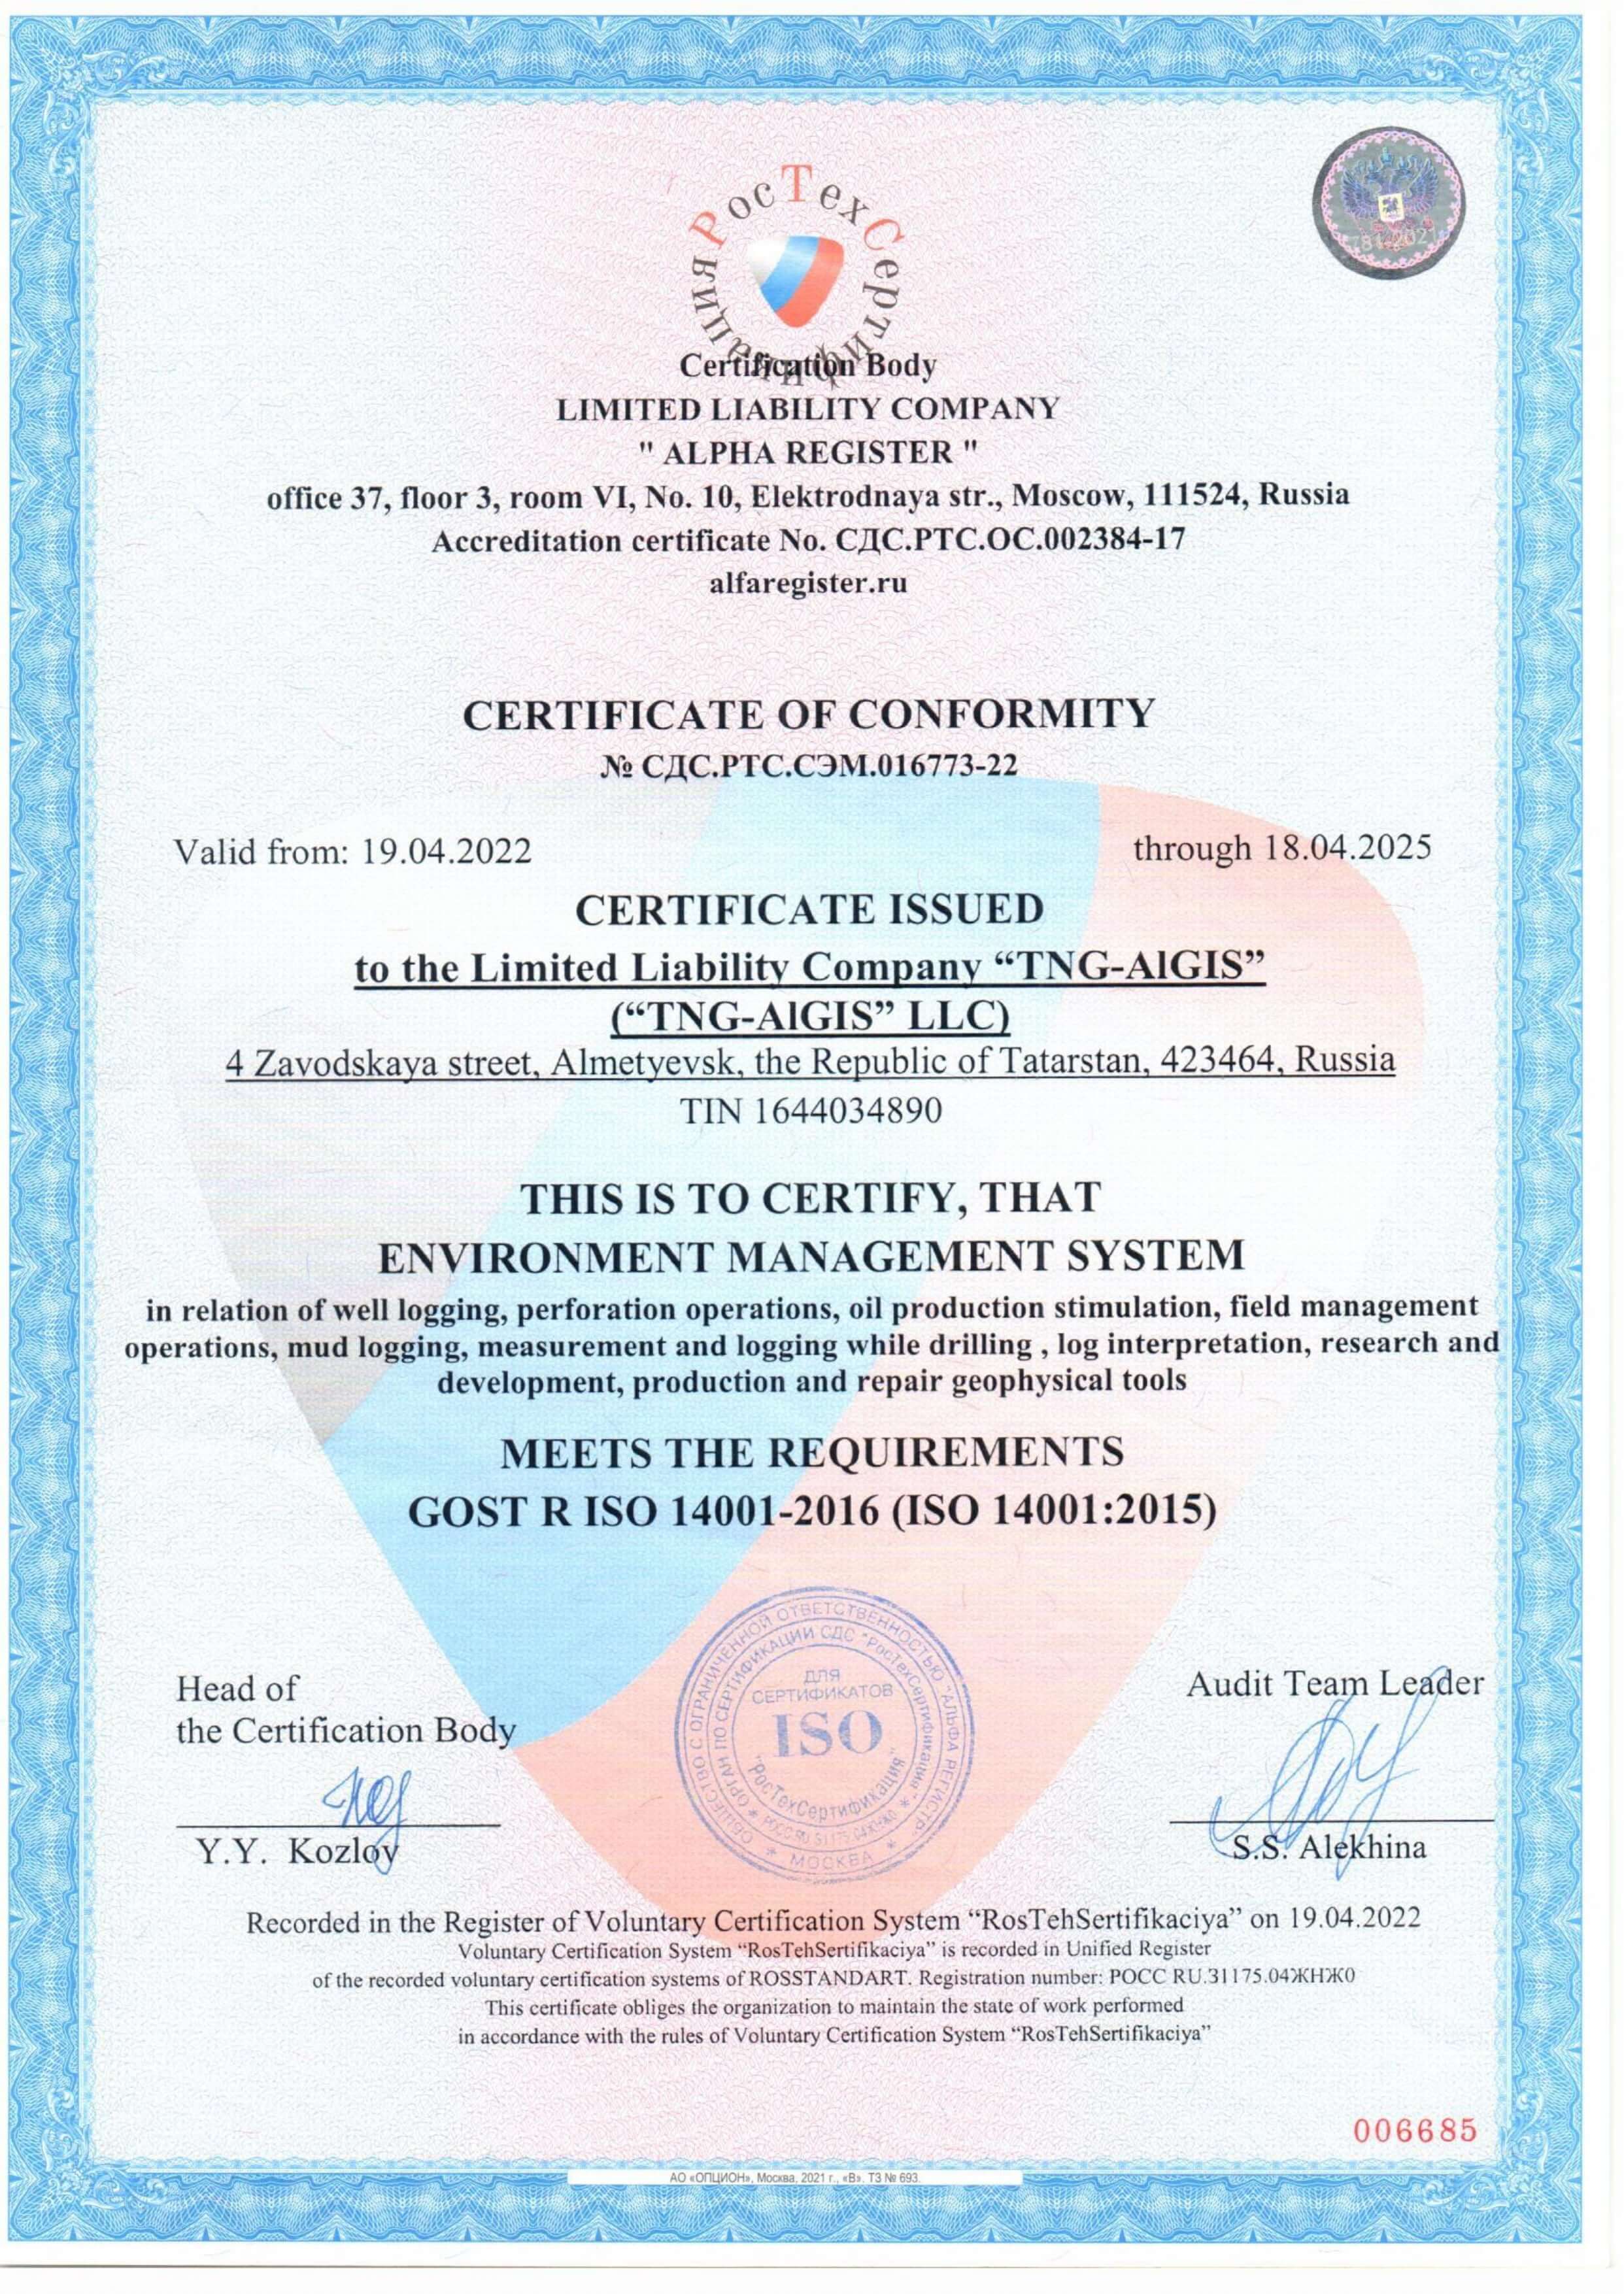 РосТехСертификация
Certification Body
LIMITED LIABILITY COMPANY
" ALPHA REGISTER "
office 37, floor 3, room VI, No. 10, Elektrodnaya str., Moscow, 111524, Russia
Accreditation certificate No. СДС.РТС.ОС.002384-17
alfaregister.ru
CERTIFICATE OF CONFORMITY
№ СДС.РТС.СЭМ.016773-22
Valid from: 19.04.2022 through 18.04.2025
CERTIFICATE ISSUED
to the Limited Liability Company “TNG-AlGIS”
(“TNG-AlGIS” LLC)
4 Zavodskaya street, Almetyevsk, the Republic of Tatarstan, 423464, Russia
TIN 1644034890
THIS IS TO CERTIFY, THAT
ENVIRONMENT MANAGEMENT SYSTEM
in relation of well logging, perforation operations, oil production stimulation, field management
operations, mud logging, measurement and logging while drilling , log interpretation, research and
development, production and repair geophysical tools
MEETS THE REQUIREMENTS
GOST R ISO 14001-2016 (ISO 14001:2015)
ОБЩЕСТВО С ОГРАНИЧЕННОЙ ОТВЕТСТВЕННОСТЬЮ "АЛЬФА РЕГИСТР"
ОРГАН ПО СЕРТИФИКАЦИИ СДС "РосТехСертификация"
ДЛЯ
СЕРТИФИКАТОВ
ISO
"РосТехСертификация"
МОСКВА
Head of
the Certification Body
Y.Y. Kozlov
Audit Team Leader
S.S. Alekhina
Recorded in the Register of Voluntary Certification System “RosTehSertifikaciya” on 19.04.2022
Voluntary Certification System “RosTehSertifikaciya” is recorded in Unified Register
of the recorded voluntary certification systems of ROSSTANDART. Registration number: РОСС RU.31175.04ЖНЖ0
This certificate obliges the organization to maintain the state of work performed
in accordance with the rules of Voluntary Certification System “RosTehSertifikaciya”
006685
АО «ОПЦИОН», Москва, 2021 г., «В». ТЗ № 693.